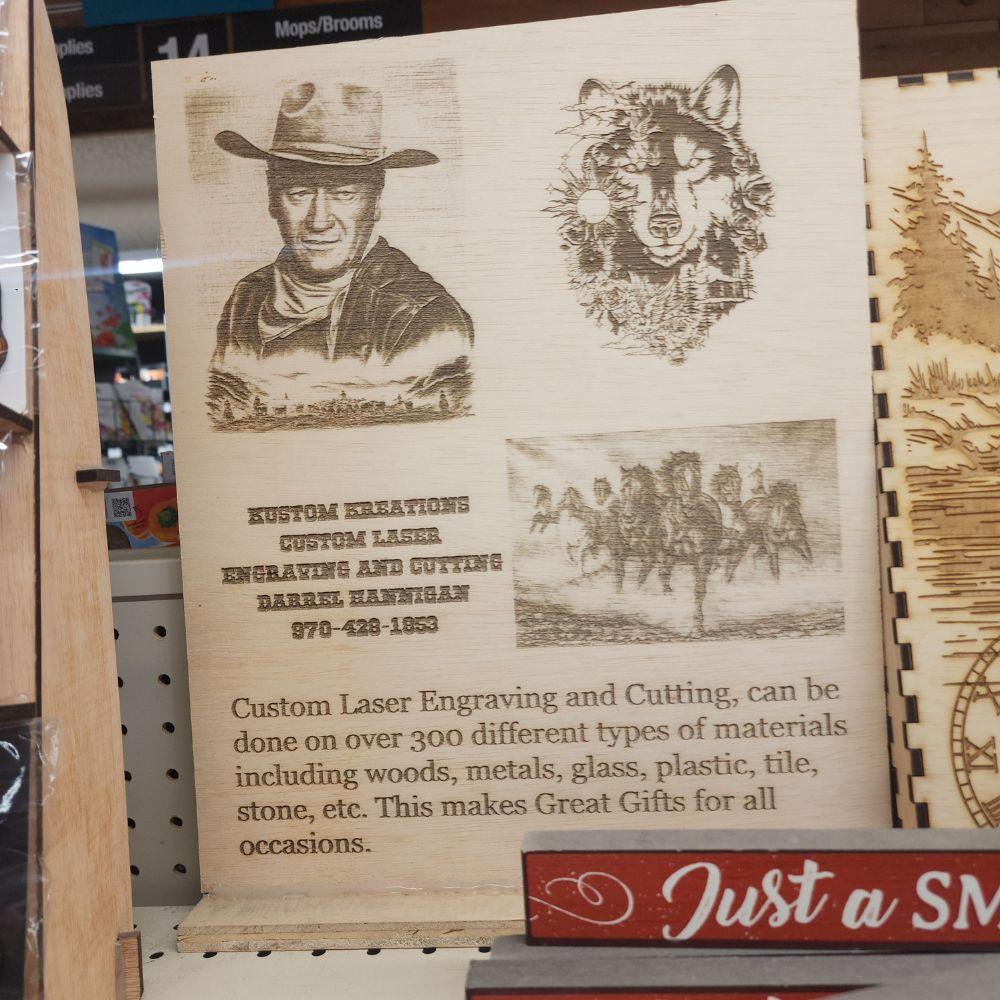 Mops/Brooms
14
plies
plies
KUSTOM KREATIONS
CUSTOM LASER
ENGRAVING AND CUTTING
DARREL HANNIGAN
970-428-1853
Custom Laser Engraving and Cutting, can be
done on over 300 different types of materials
including woods, metals, glass, plastic, tile,
stone, etc. This makes Great Gifts for all
occasions.
IX
Just a SM